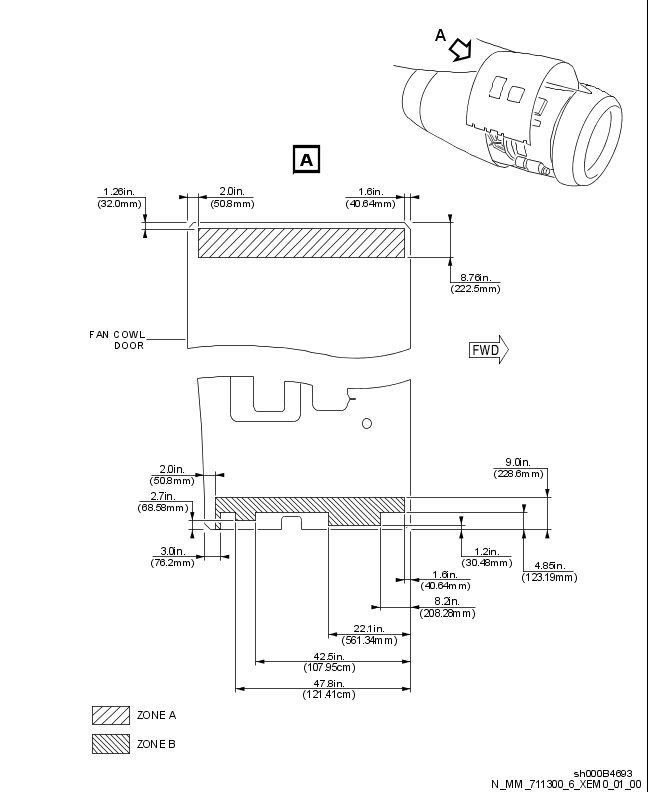 A
A
1.26in.
(32.0mm)
2.0in.
(50.8mm)
1.6in.
(40.64mm)
8.76in.
(222.5mm)
FAN COWL
DOOR
FWD
2.0in.
(50.8mm)
9.0in.
(228.6mm)
2.7in.
(68.58mm)
3.0in.
(76.2mm)
1.2in.
(30.48mm)
4.85in.
(123.19mm)
1.6in.
(40.64mm)
8.2in.
(208.28mm)
22.1in.
(561.34mm)
42.5in.
(107.95cm)
47.8in.
(121.41cm)
ZONE A
ZONE B
sh000B4693
N_MM_711300_6_XEM0_01_00